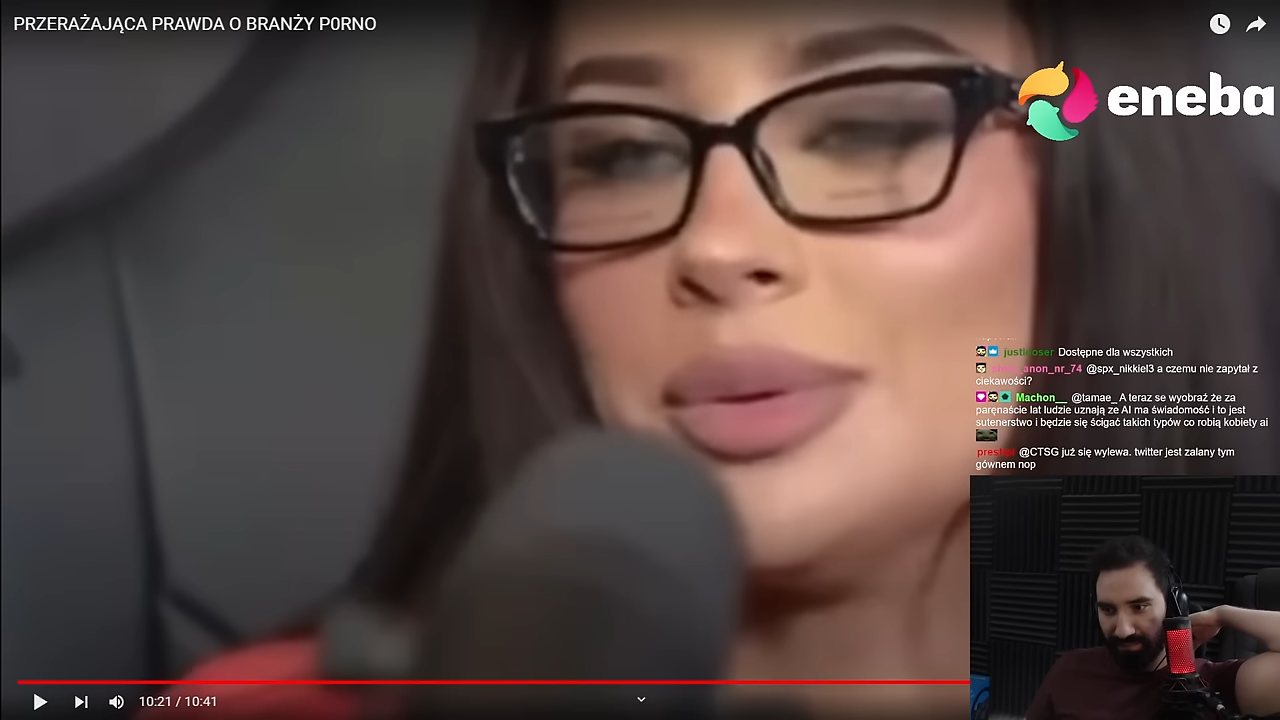 PRZERAŻAJĄCA PRAWDA O BRANŻY P0RNO
eneba
Dostępne dla wszystkich
anon_nr_74 @spx_nikkiel3 a czemu nie zapytał z
ciekawości?
Machon__ @tamae_ A teraz se wyobraź że za
paręnaście lat ludzie uznają ze AI ma świadomość i to jest
sutenerstwo i będzie się ścigać takich typów co robią kobiety ai
@CTSG już się wylewa. twitter jest zalany tym
gównem nop
10:21 / 10:41